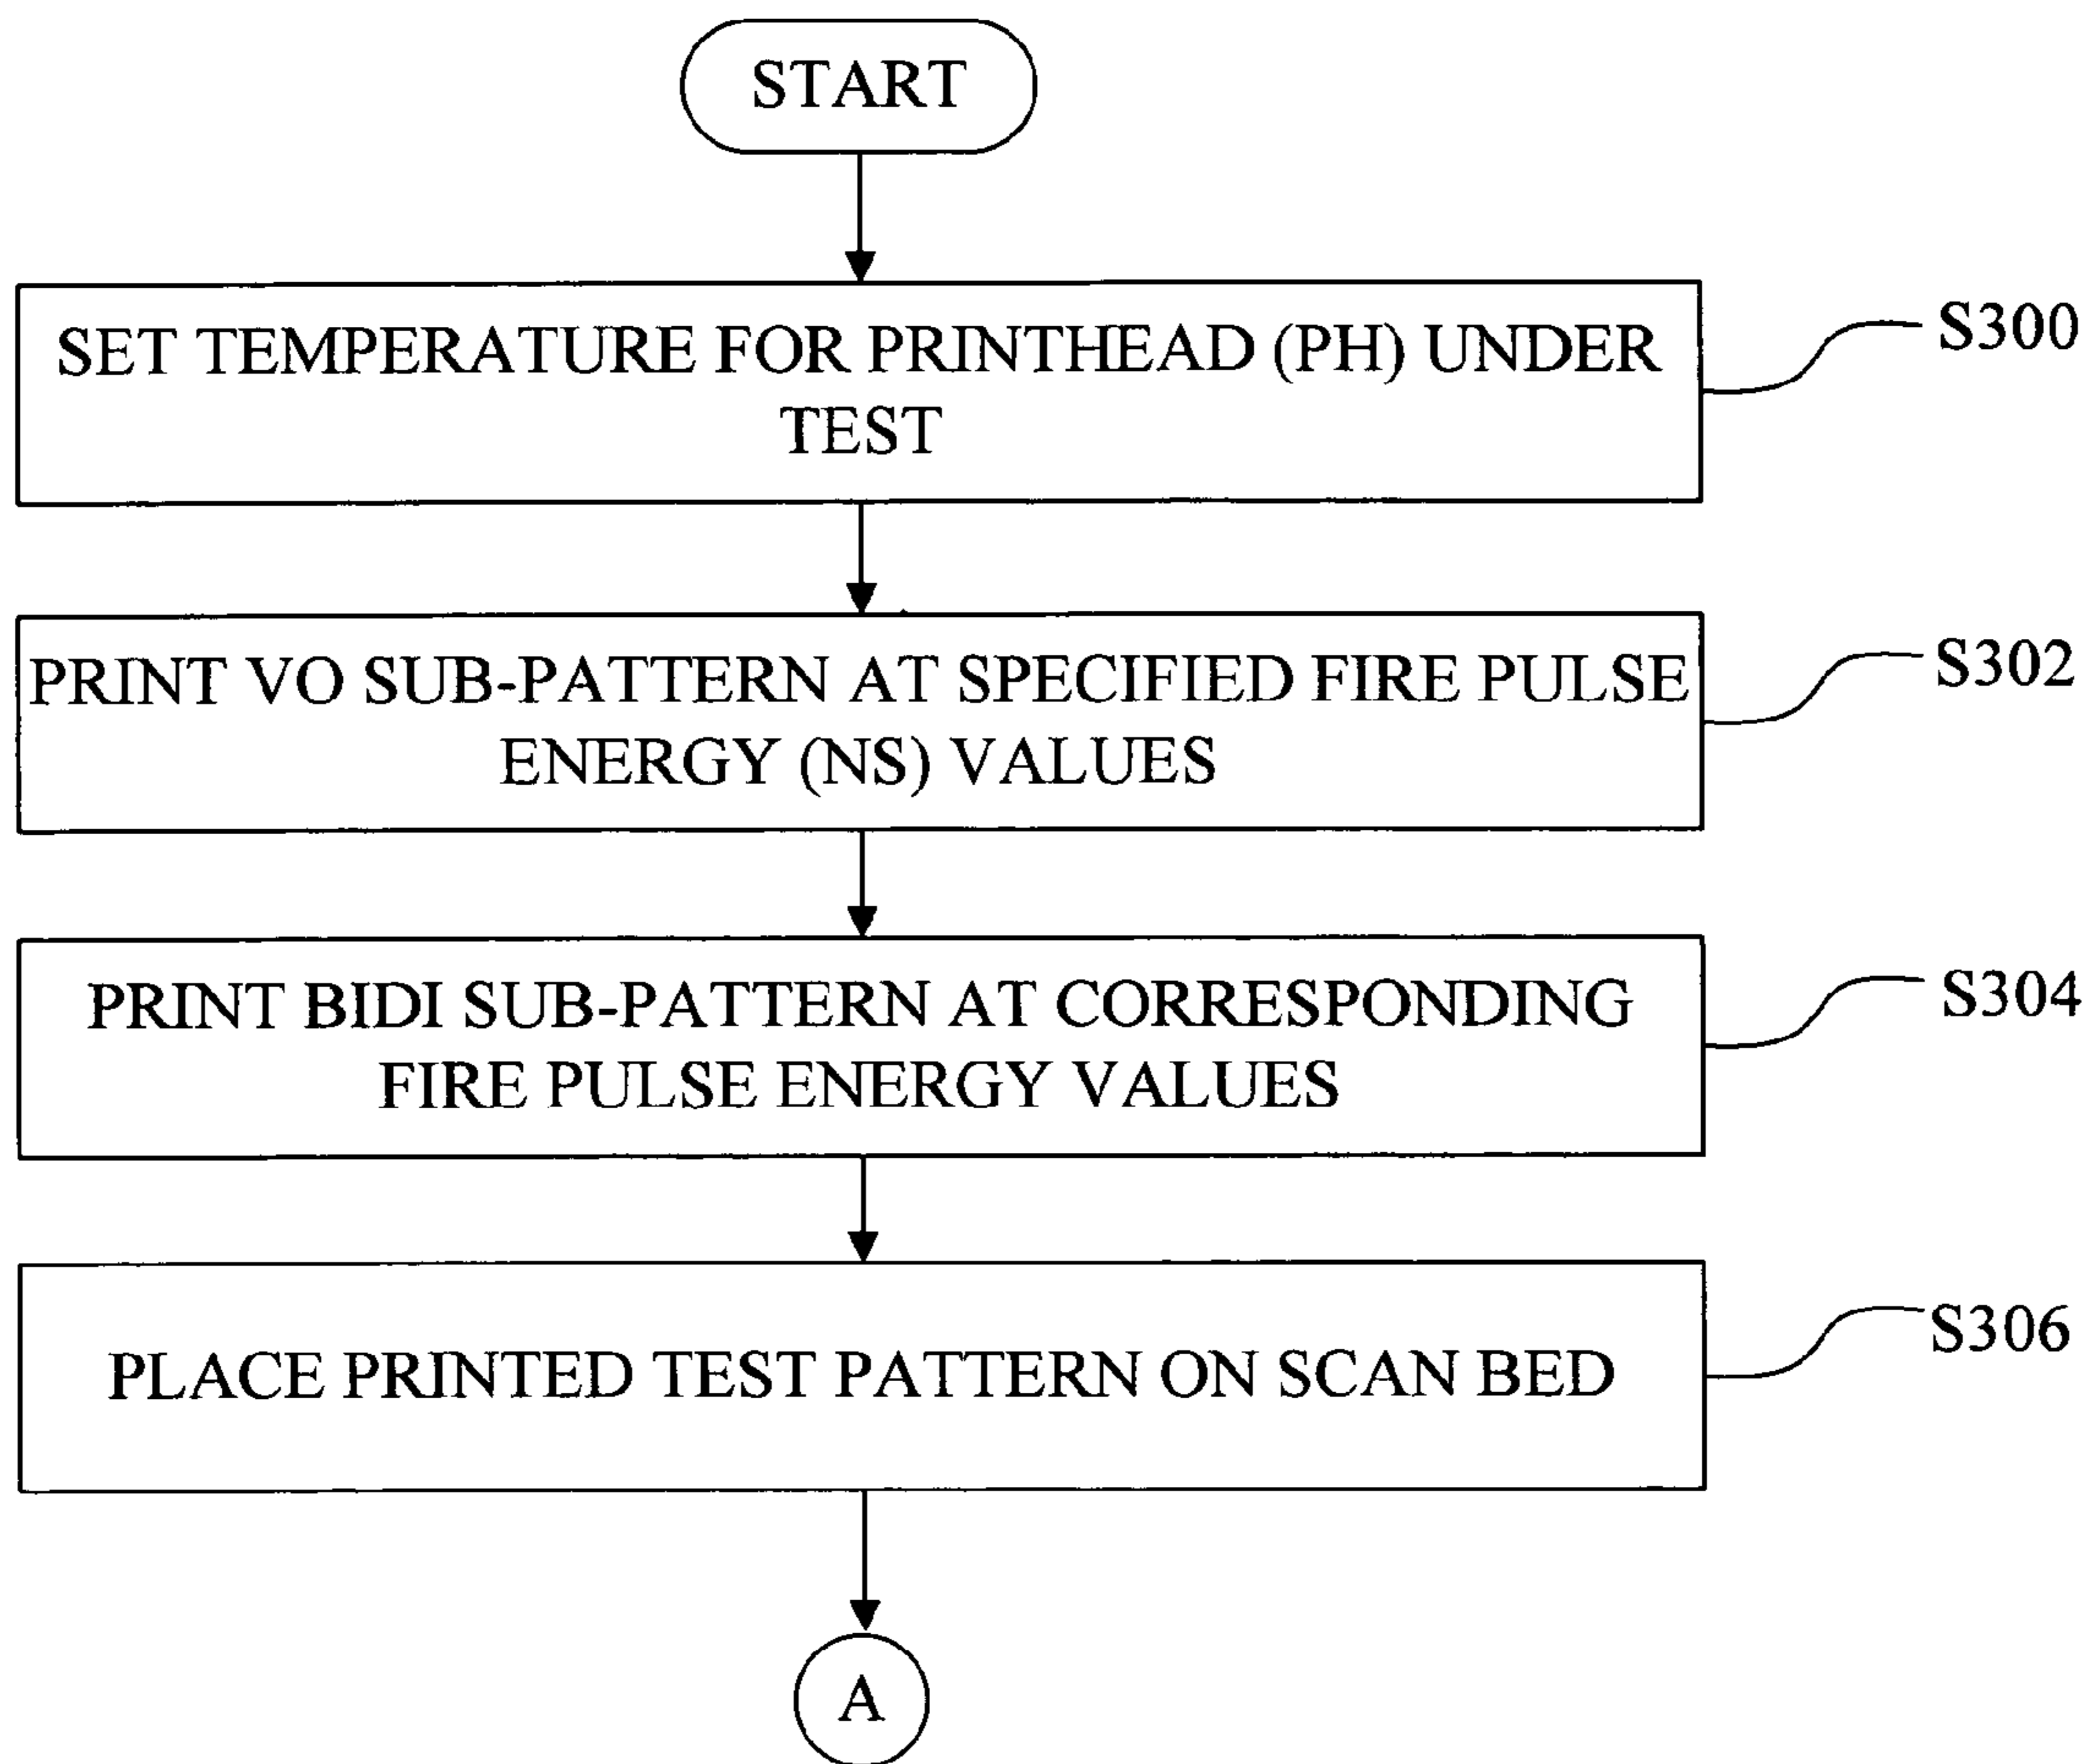 START
SET TEMPERATURE FOR PRINTHEAD (PH) UNDER
TEST
S300
PRINT VO SUB-PATTERN AT SPECIFIED FIRE PULSE
ENERGY (NS) VALUES
S302
PRINT BIDI SUB-PATTERN AT CORRESPONDING
FIRE PULSE ENERGY VALUES
S304
PLACE PRINTED TEST PATTERN ON SCAN BED
S306
A